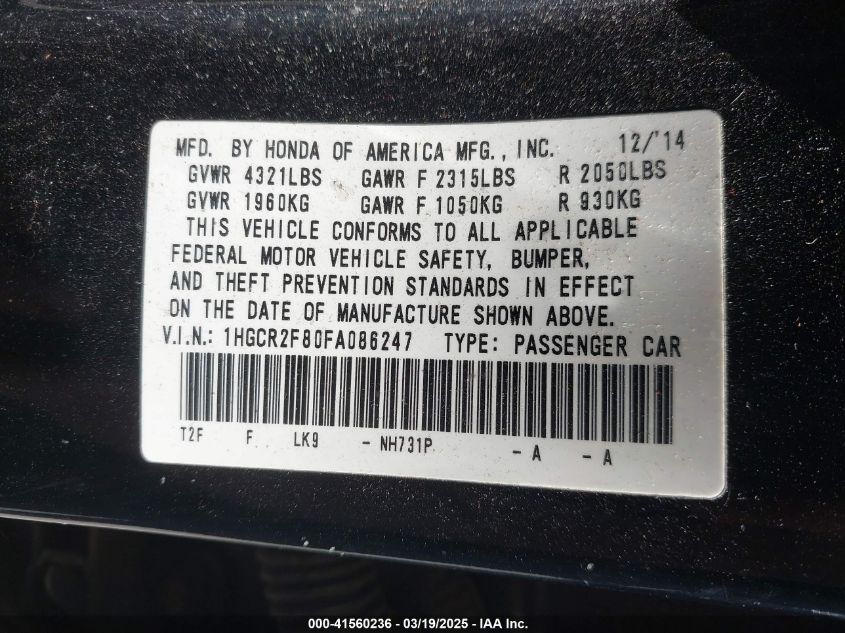 MFD. BY HONDA OF AMERICA MFG., INC. 12/'14
GVWR 4321LBS GAWR F 2315LBS R 2050LBS
GVWR 1960KG GAWR F 1050KG R 930KG
THIS VEHICLE CONFORMS TO ALL APPLICABLE
FEDERAL MOTOR VEHICLE SAFETY, BUMPER,
AND THEFT PREVENTION STANDARDS IN EFFECT
ON THE DATE OF MANUFACTURE SHOWN ABOVE.
V.I.N.: 1HGCR2F80FA086247 TYPE: PASSENGER CAR
T2F F LK9 - NH731P - A - A
000-41560236 - 03/19/2025 - IAA Inc.